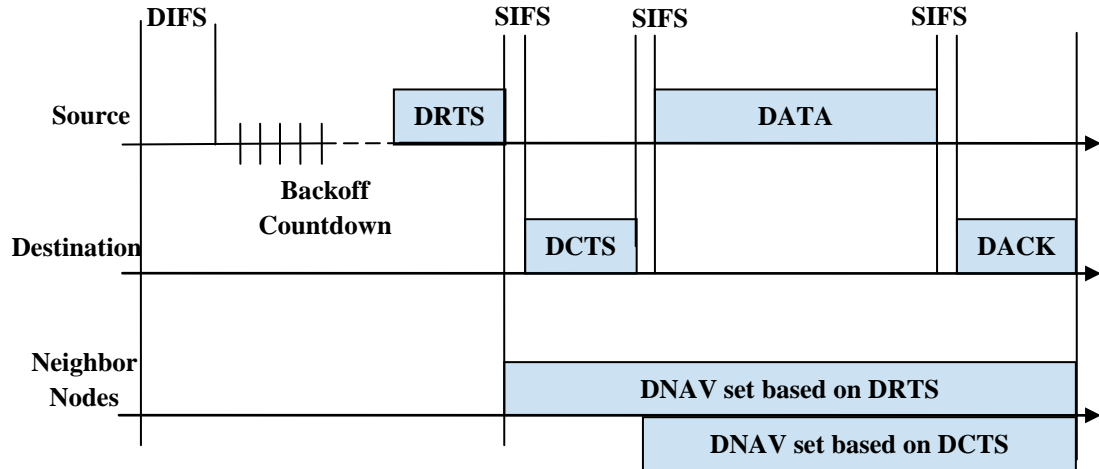 DIFS
SIFS
SIFS
SIFS
Source
DRTS
DATA
Backoff
Countdown
Destination
DCTS
DACK
Neighbor
Nodes
DNAV set based on DRTS
DNAV set based on DCTS